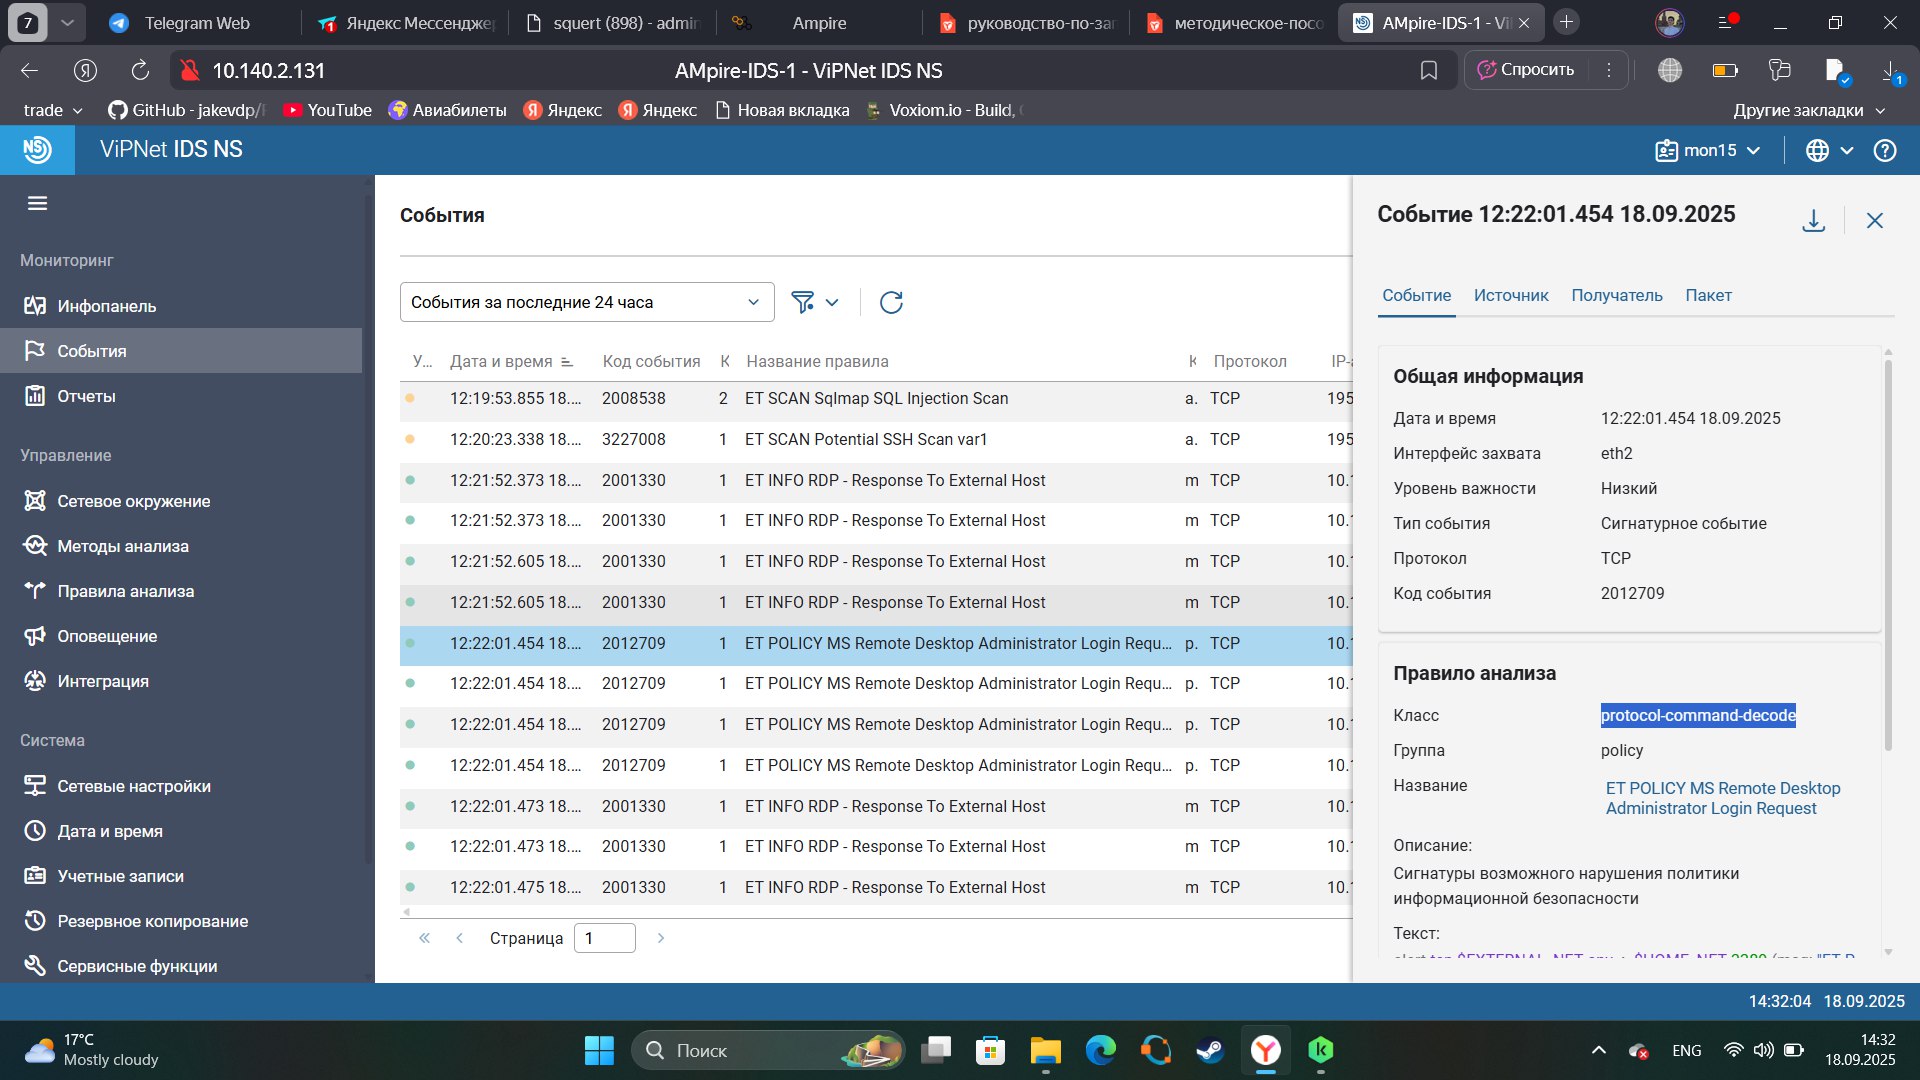 7
Telegram Web
Яндекс Мессендже
squert (898) - admin
Ampire
руководство-по-за
методическое-посо
AMpire-IDS-1 - Vi
10.140.2.131
AMpire-IDS-1 - ViPNet IDS NS
Спросить
1
trade
GitHub - jakevdp/
YouTube
Авиабилеты
Яндекс
Яндекс
Новая вкладка
Voxiom.io - Build,
Другие закладки
NS
ViPNet IDS NS
mon15
Мониторинг
Инфопанель
События
Отчеты
Управление
Сетевое окружение
Методы анализа
Правила анализа
Оповещение
Интеграция
Система
Сетевые настройки
Дата и время
Учетные записи
Резервное копирование
Сервисные функции
События
События за последние 24 часа
У... Дата и время Код события К Название правила К Протокол IP-а
12:19:53.855 18.... 2008538 2 ET SCAN Sqlmap SQL Injection Scan a. TCP 195
12:20:23.338 18.... 3227008 1 ET SCAN Potential SSH Scan var1 a. TCP 195
12:21:52.373 18.... 2001330 1 ET INFO RDP - Response To External Host m TCP 10.1
12:21:52.373 18.... 2001330 1 ET INFO RDP - Response To External Host m TCP 10.1
12:21:52.605 18.... 2001330 1 ET INFO RDP - Response To External Host m TCP 10.1
12:21:52.605 18.... 2001330 1 ET INFO RDP - Response To External Host m TCP 10.1
12:22:01.454 18.... 2012709 1 ET POLICY MS Remote Desktop Administrator Login Requ... p. TCP 10.1
12:22:01.454 18.... 2012709 1 ET POLICY MS Remote Desktop Administrator Login Requ... p. TCP 10.1
12:22:01.454 18.... 2012709 1 ET POLICY MS Remote Desktop Administrator Login Requ... p. TCP 10.1
12:22:01.454 18.... 2012709 1 ET POLICY MS Remote Desktop Administrator Login Requ... p. TCP 10.1
12:22:01.473 18.... 2001330 1 ET INFO RDP - Response To External Host m TCP 10.1
12:22:01.473 18.... 2001330 1 ET INFO RDP - Response To External Host m TCP 10.1
12:22:01.475 18.... 2001330 1 ET INFO RDP - Response To External Host m TCP 10.1
Страница 1
Событие 12:22:01.454 18.09.2025
Событие Источник Получатель Пакет
Общая информация
Дата и время 12:22:01.454 18.09.2025
Интерфейс захвата eth2
Уровень важности Низкий
Тип события Сигнатурное событие
Протокол TCP
Код события 2012709
Правило анализа
Класс protocol-command-decode
Группа policy
Название ET POLICY MS Remote Desktop
Administrator Login Request
Описание:
Сигнатуры возможного нарушения политики
информационной безопасности
Текст:
14:32:04 18.09.2025
17°C
Mostly cloudy
Поиск
ENG
14:32
18.09.2025